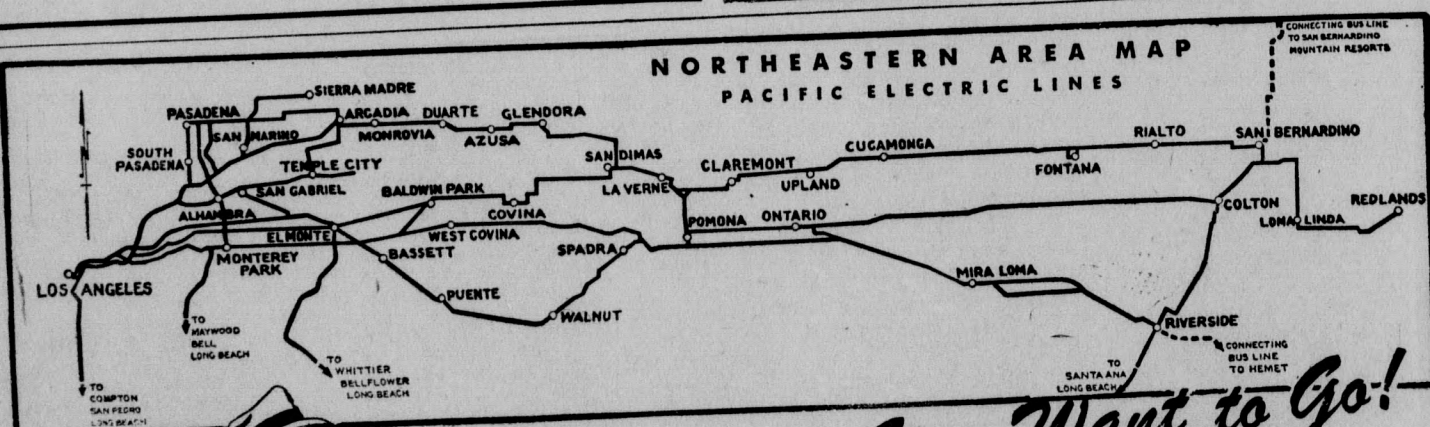 NORTHEASTERN AREA MAP
PACIFIC ELECTRIC LINES
CONNECTING BUS LINE
TO SAN BERNARDINO
MOUNTAIN RESORTS
SIERRA MADRE
PASADENA
ARCADIA
DUARTE
GLENDORA
SAN MARINO
MONROVIA
AZUSA
SOUTH
PASADENA
TEMPLE CITY
SAN DIMAS
CLAREMONT
CUCAMONGA
RIALTO
SAN BERNARDINO
SAN GABRIEL
BALDWIN PARK
LA VERNE
UPLAND
FONTANA
ALHAMBRA
COVINA
POMONA
ONTARIO
COLTON
LOMA LINDA
REDLANDS
EL MONTE
WEST COVINA
MONTEREY
PARK
BASSETT
SPADRA
MIRA LOMA
LOS ANGELES
PUENTE
WALNUT
RIVERSIDE
TO
MAYWOOD
BELL
LONG BEACH
TO
WHITTIER
BELLFLOWER
LONG BEACH
TO
SANTA ANA
LONG BEACH
CONNECTING
BUS LINE
TO HEMET
TO
COMPTON
SAN PEDRO
LONG BEACH
Want to Go!